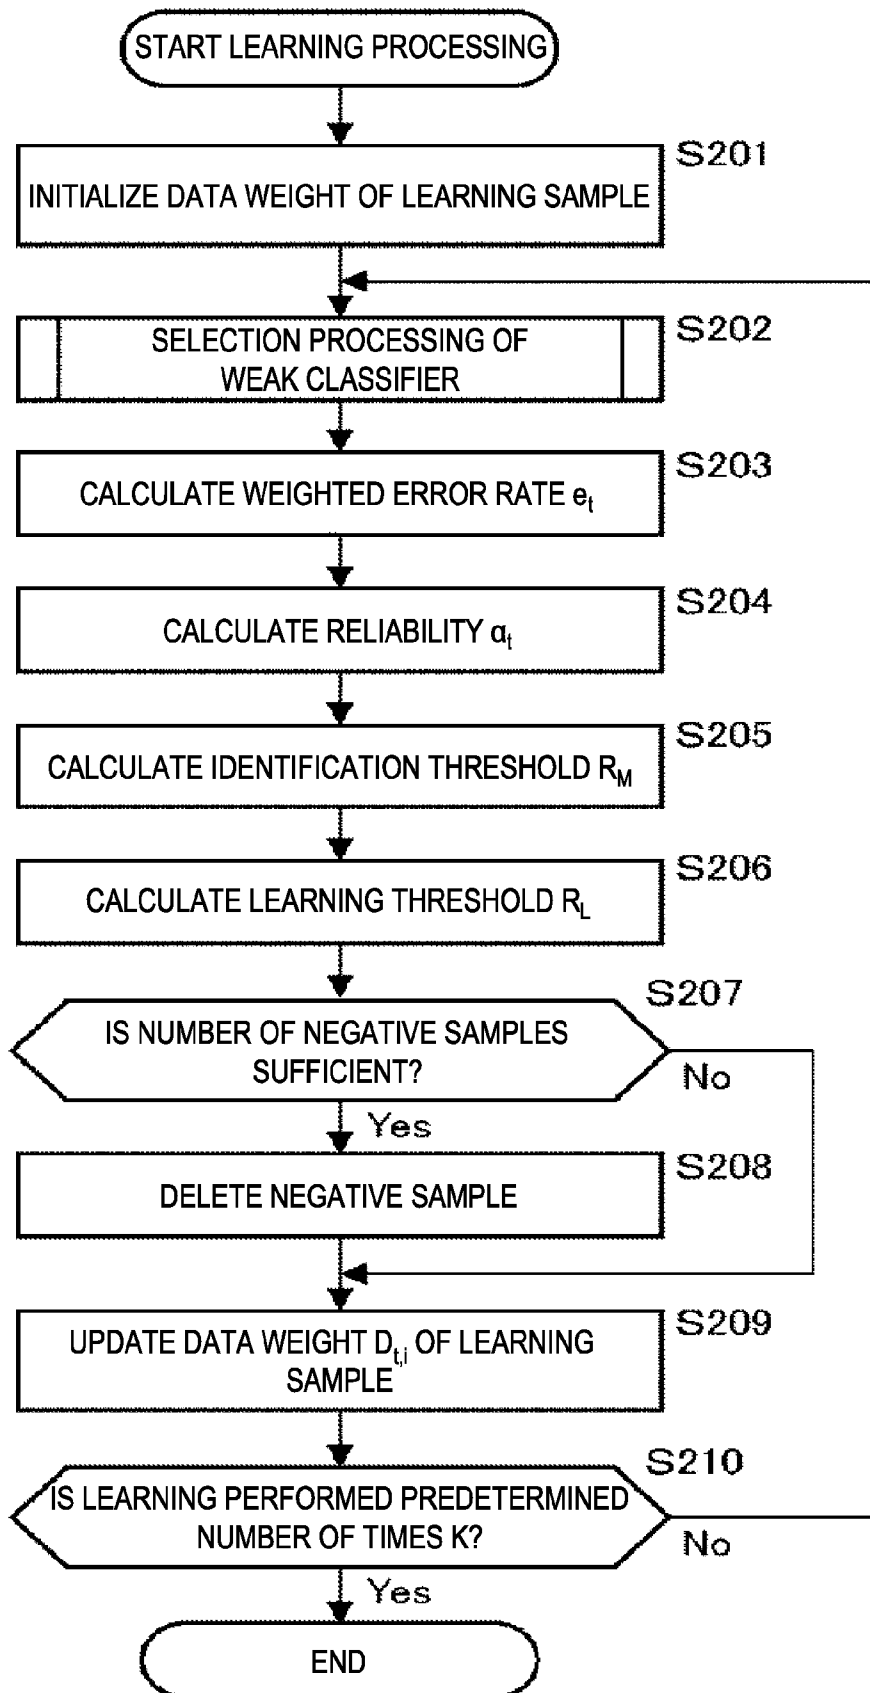 START LEARNING PROCESSING
S201
INITIALIZE DATA WEIGHT OF LEARNING SAMPLE
S202
SELECTION PROCESSING OF
WEAK CLASSIFIER
S203
CALCULATE WEIGHTED ERROR RATE eₜ
S204
CALCULATE RELIABILITY αₜ
S205
CALCULATE IDENTIFICATION THRESHOLD R_M
S206
CALCULATE LEARNING THRESHOLD R_L
S207
IS NUMBER OF NEGATIVE SAMPLES
SUFFICIENT?
No
Yes
S208
DELETE NEGATIVE SAMPLE
S209
UPDATE DATA WEIGHT D_t,i OF LEARNING
SAMPLE
S210
IS LEARNING PERFORMED PREDETERMINED
NUMBER OF TIMES K?
No
Yes
END